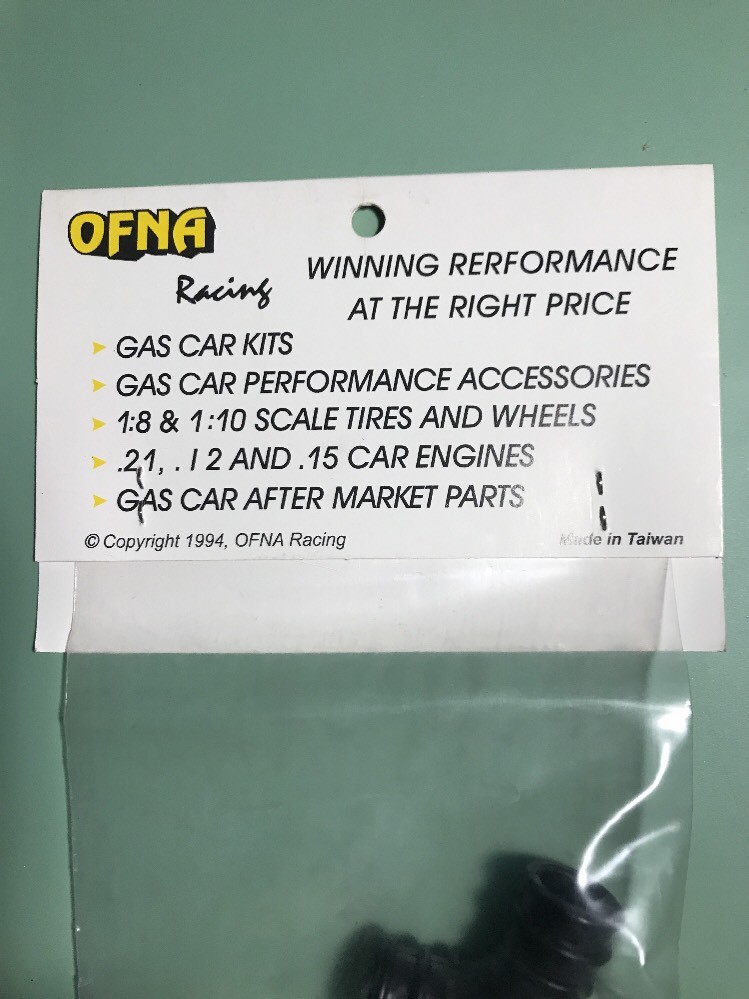 OFNA
Racing
WINNING RERFORMANCE
AT THE RIGHT PRICE
GAS CAR KITS
GAS CAR PERFORMANCE ACCESSORIES
1:8 & 1:10 SCALE TIRES AND WHEELS
.21, . I 2 AND .15 CAR ENGINES
GAS CAR AFTER MARKET PARTS
© Copyright 1994, OFNA Racing
Made in Taiwan